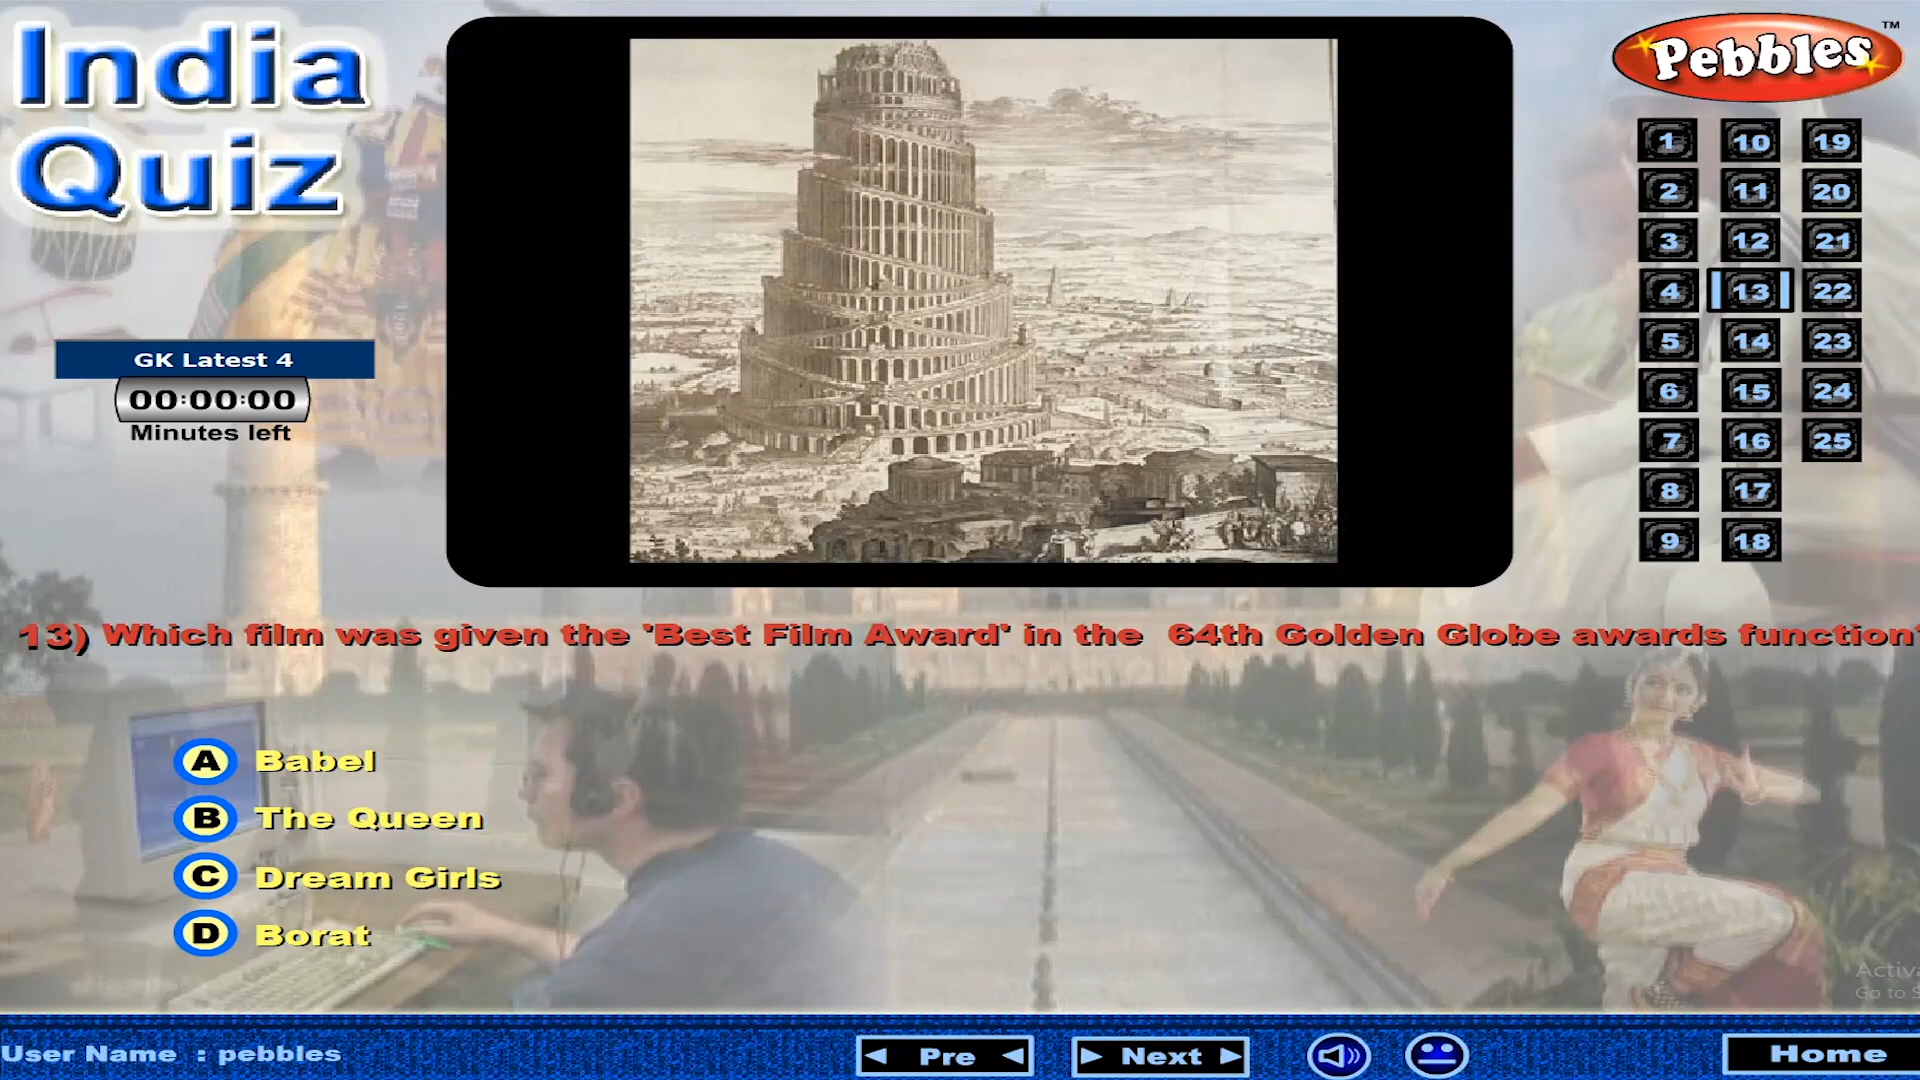 India
Quiz
Pebbles™
GK Latest 4
00:00:00
Minutes left
1 10 19
2 11 20
3 12 21
4 13 22
5 14 23
6 15 24
7 16 25
8 17
9 18
13) Which film was given the 'Best Film Award' in the 64th Golden Globe awards function?
A Babel
B The Queen
C Dream Girls
D Borat
Go to
User Name : pebbles
Pre
Next
Home